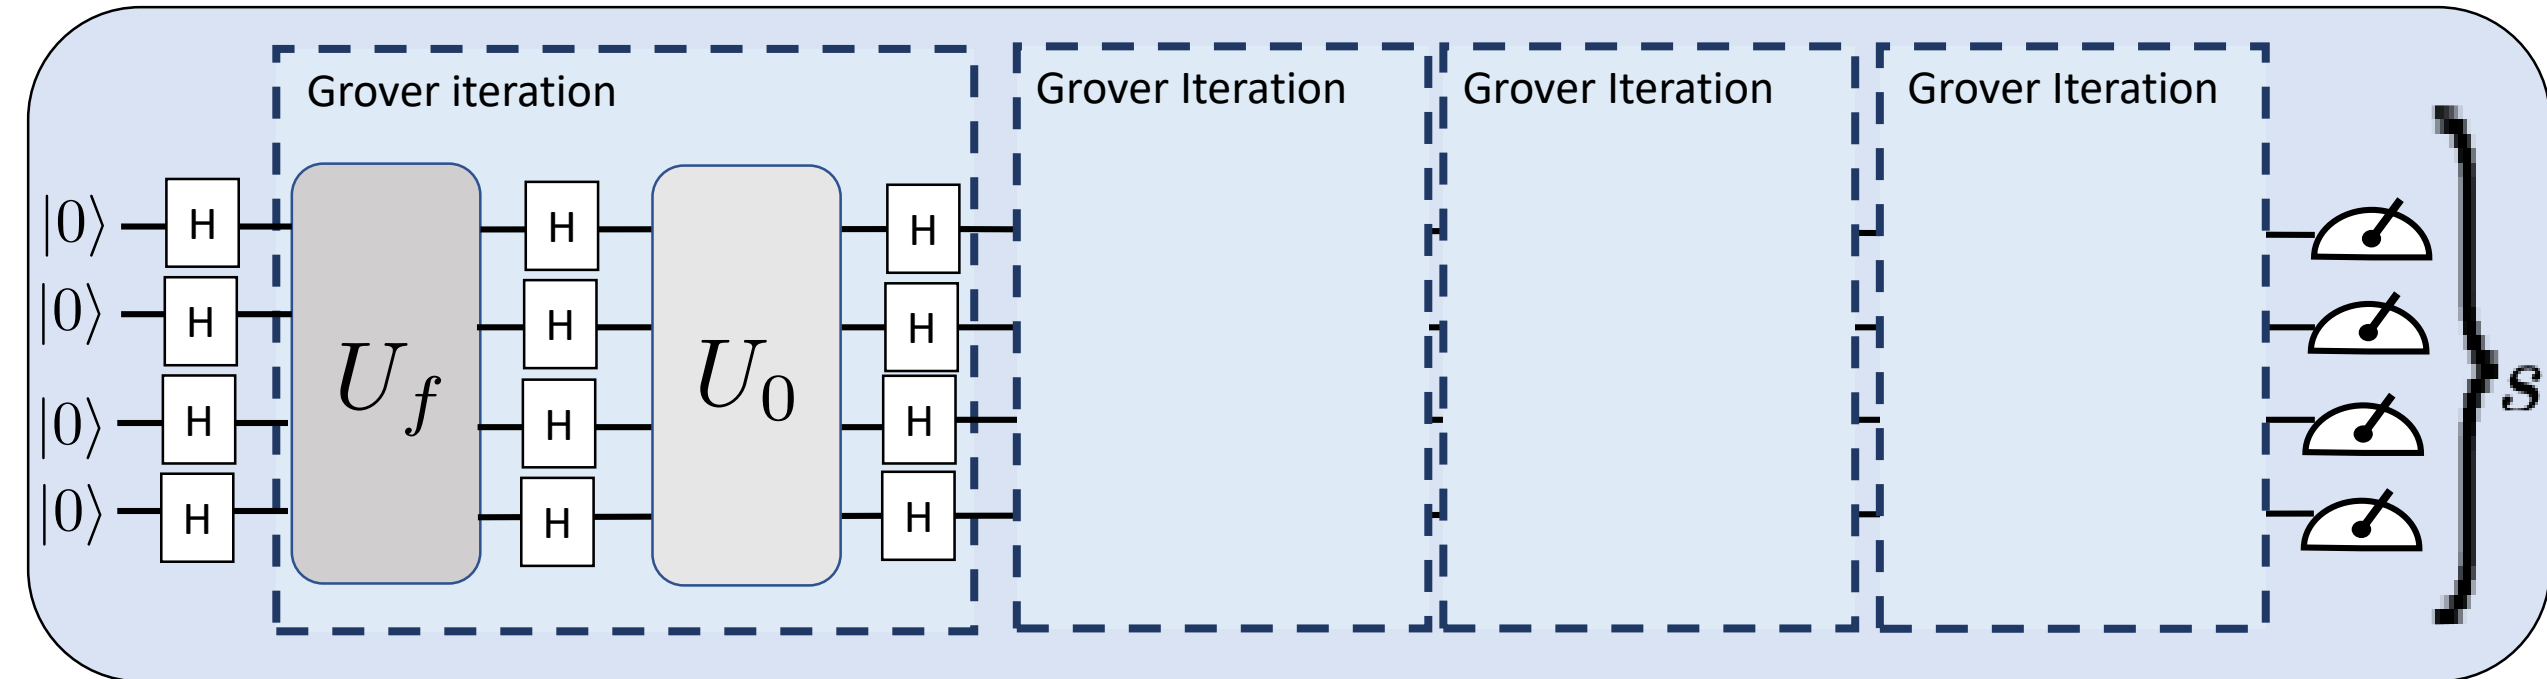 Grover iteration
Grover Iteration
Grover Iteration
Grover Iteration
|0⟩ H H H
|0⟩ H H H
U_f U_0
|0⟩ H H H
|0⟩ H H H
s